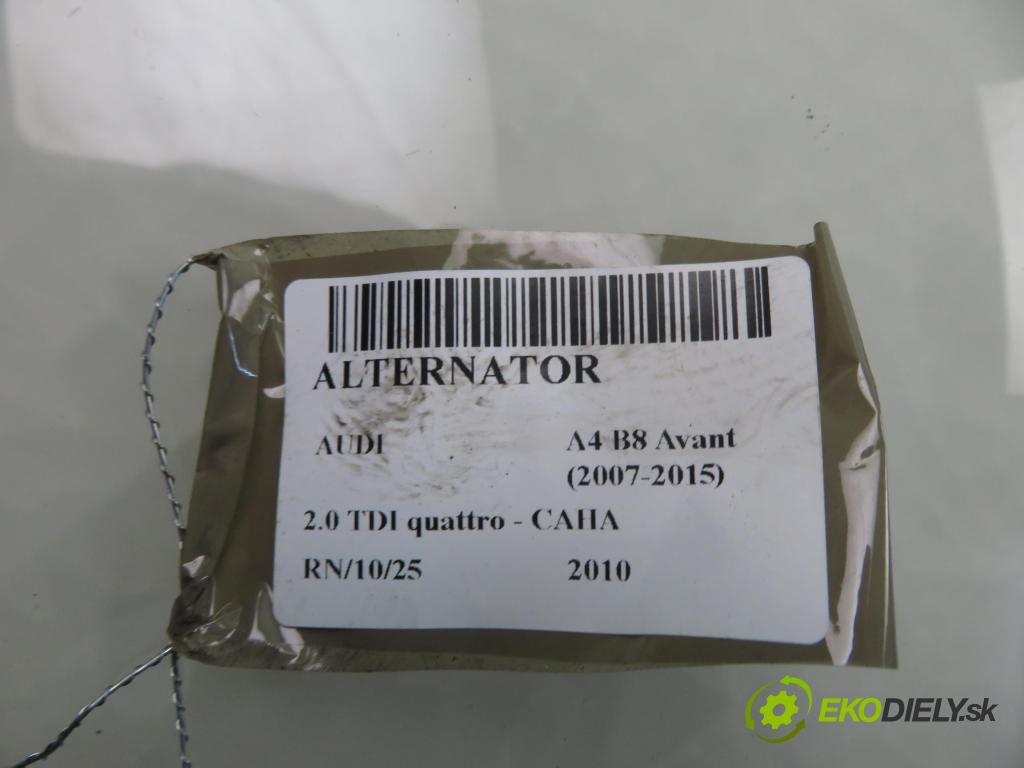 ALTERNATOR
AUDI A4 B8 Avant
(2007-2015)
2.0 TDI quattro - CAHA
RN/10/25 2010
EKODIELY.sk